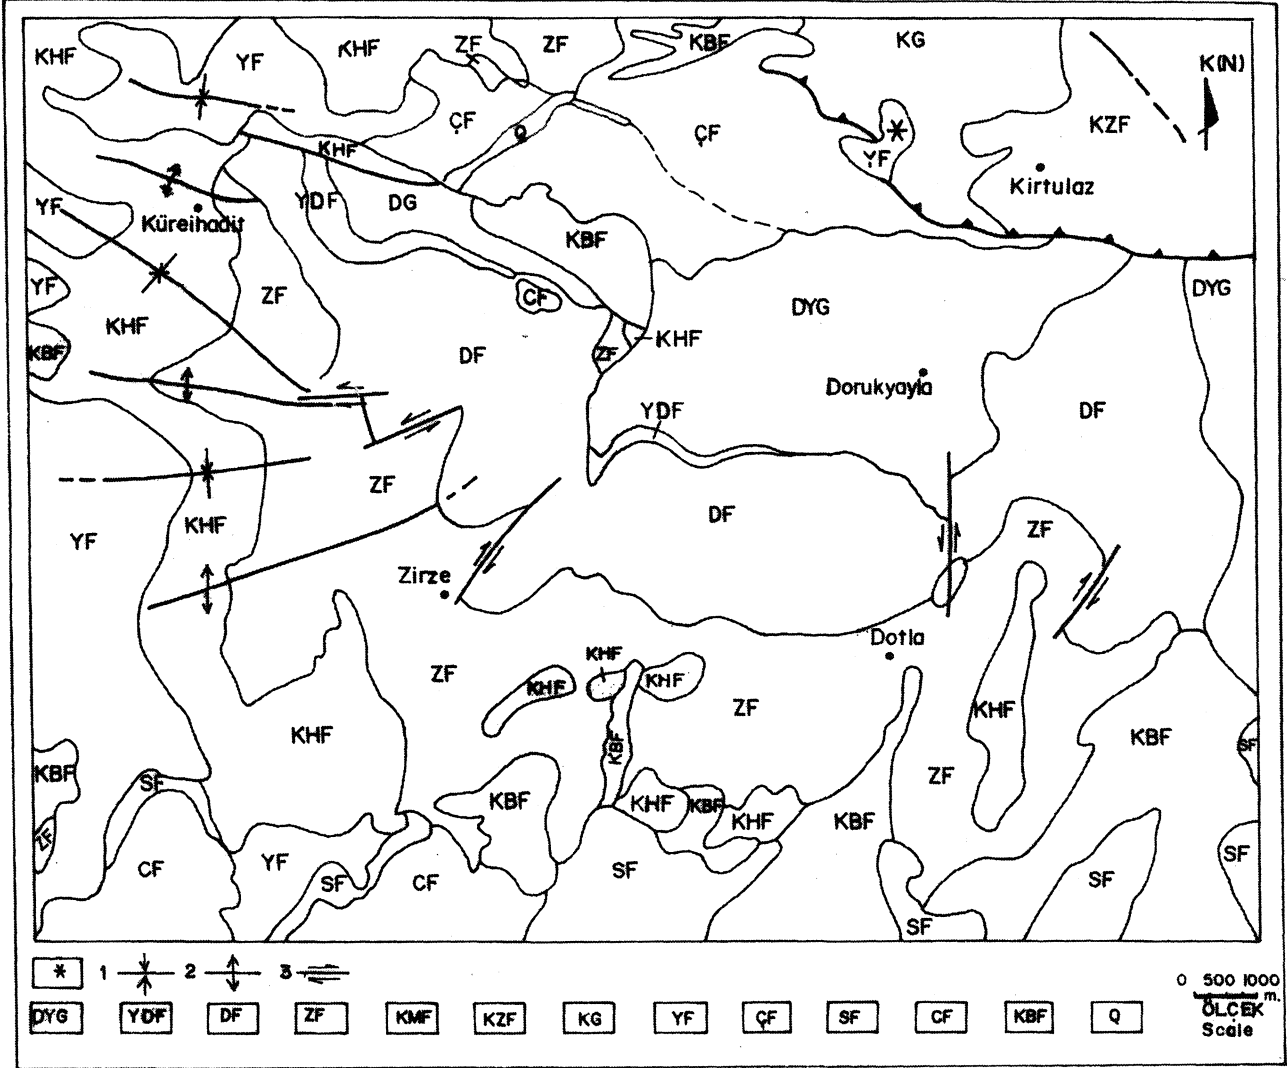 KHF
YF
KHF
ZF
ZF
KBF
KG
K(N)
ÇF
Q
ÇF
KZF
KHF
YF
Kirtulaz
YF
Küreihadit
YDF
DG
KBF
YF
ZF
ÇF
DYG
DYG
KHF
KBF
DF
ZF
KHF
Dorukyayla
YDF
DF
ZF
YF
KHF
DF
ZF
Zirze
Dotla
ZF
KHF
KHF
KHF
ZF
KHF
KHF
KBF
KBF
SF
KBF
SF
KBF
KHF
KBF
KHF
KBF
ZF
ZF
CF
YF
SF
CF
SF
SF
SF
SF
* 1 2 3
0 500 1000 m.
ÖLÇEK
Scale
DYG YDF DF ZF KMF KZF KG YF ÇF SF CF KBF Q